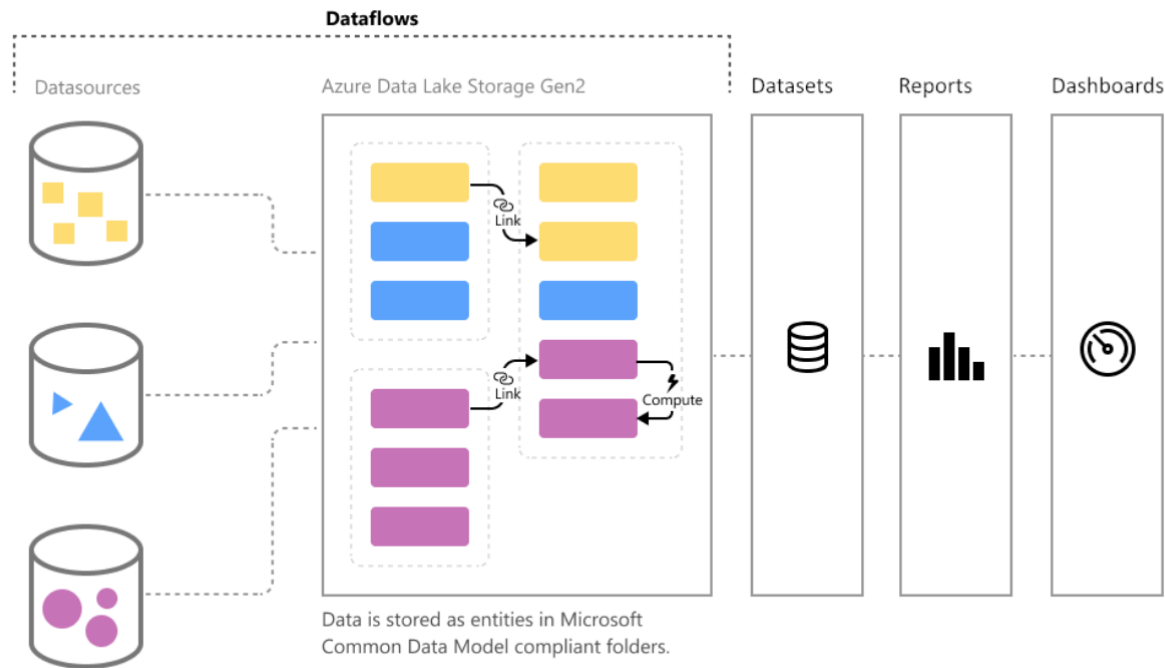 Dataflows
Datasources
Azure Data Lake Storage Gen2
Datasets
Reports
Dashboards
Link
Link
Compute
Data is stored as entities in Microsoft
Common Data Model compliant folders.